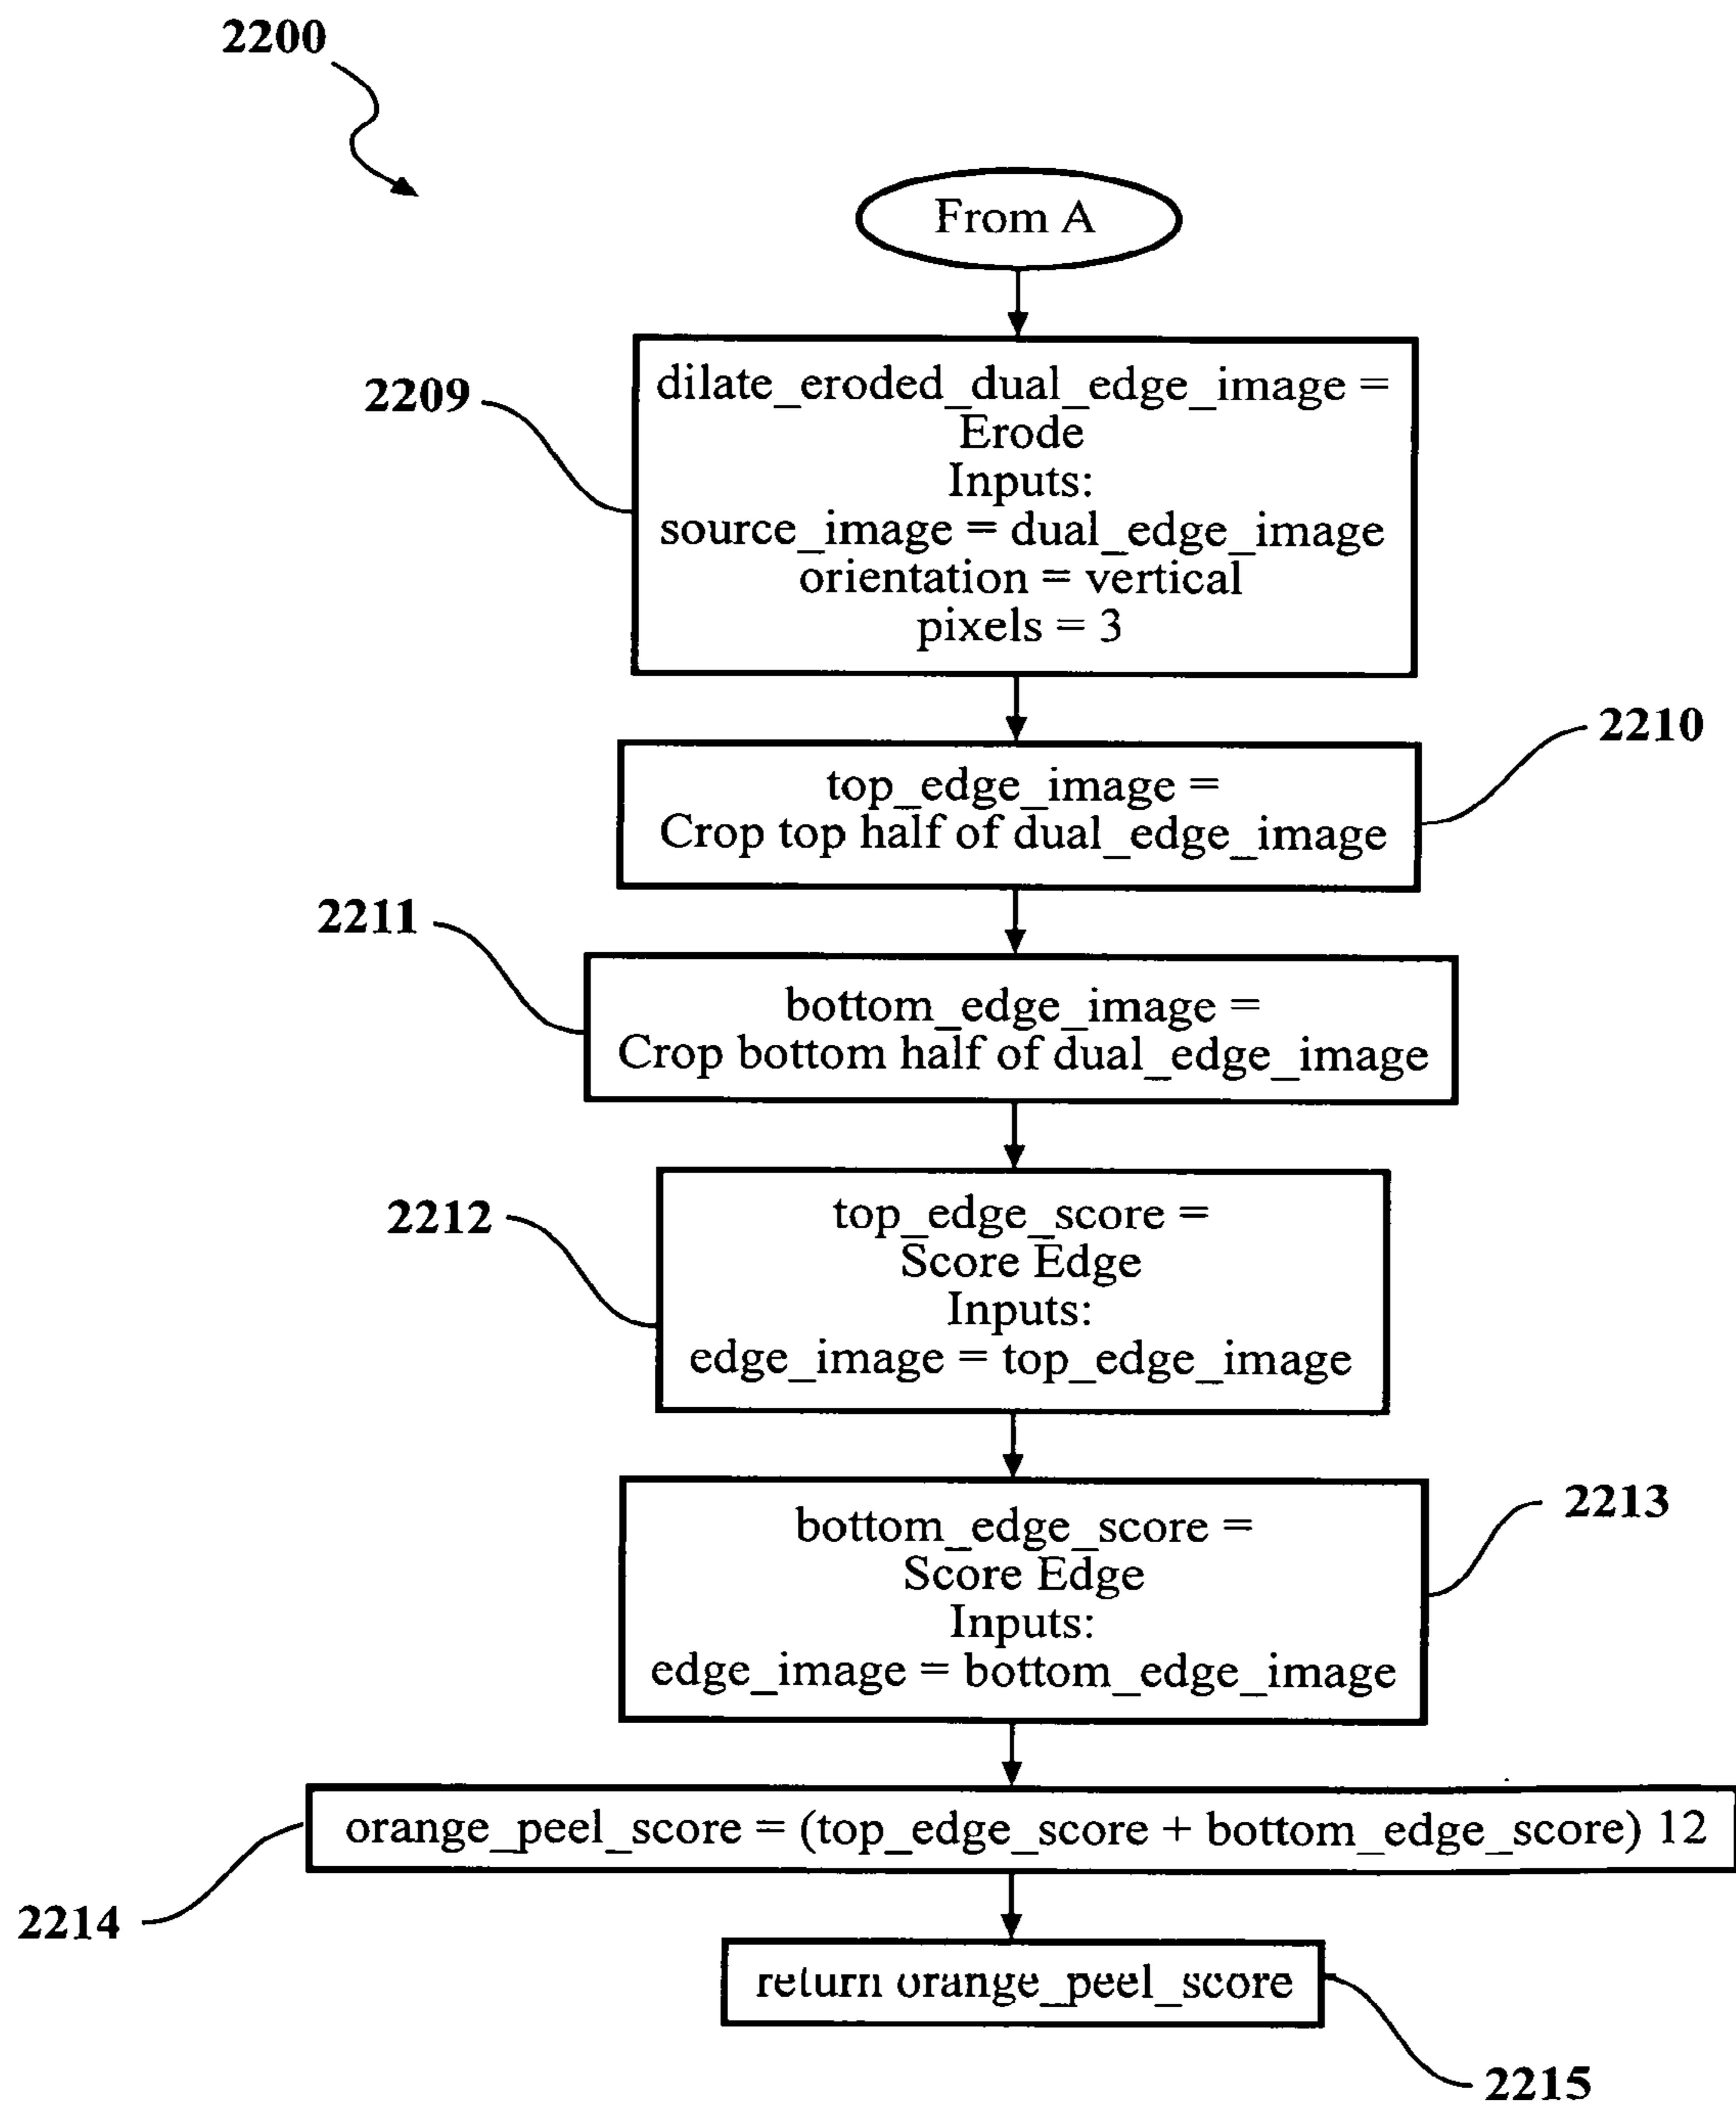 2200
From A
2209
dilate_eroded_dual_edge_image =
Erode
Inputs:
source_image = dual_edge_image
orientation = vertical
pixels = 3
2210
top_edge_image =
Crop top half of dual_edge_image
2211
bottom_edge_image =
Crop bottom half of dual_edge_image
2212
top_edge_score =
Score Edge
Inputs:
edge_image = top_edge_image
2213
bottom_edge_score =
Score Edge
Inputs:
edge_image = bottom_edge_image
orange_peel_score = (top_edge_score + bottom_edge_score) 12
2214
return orange_peel_score
2215